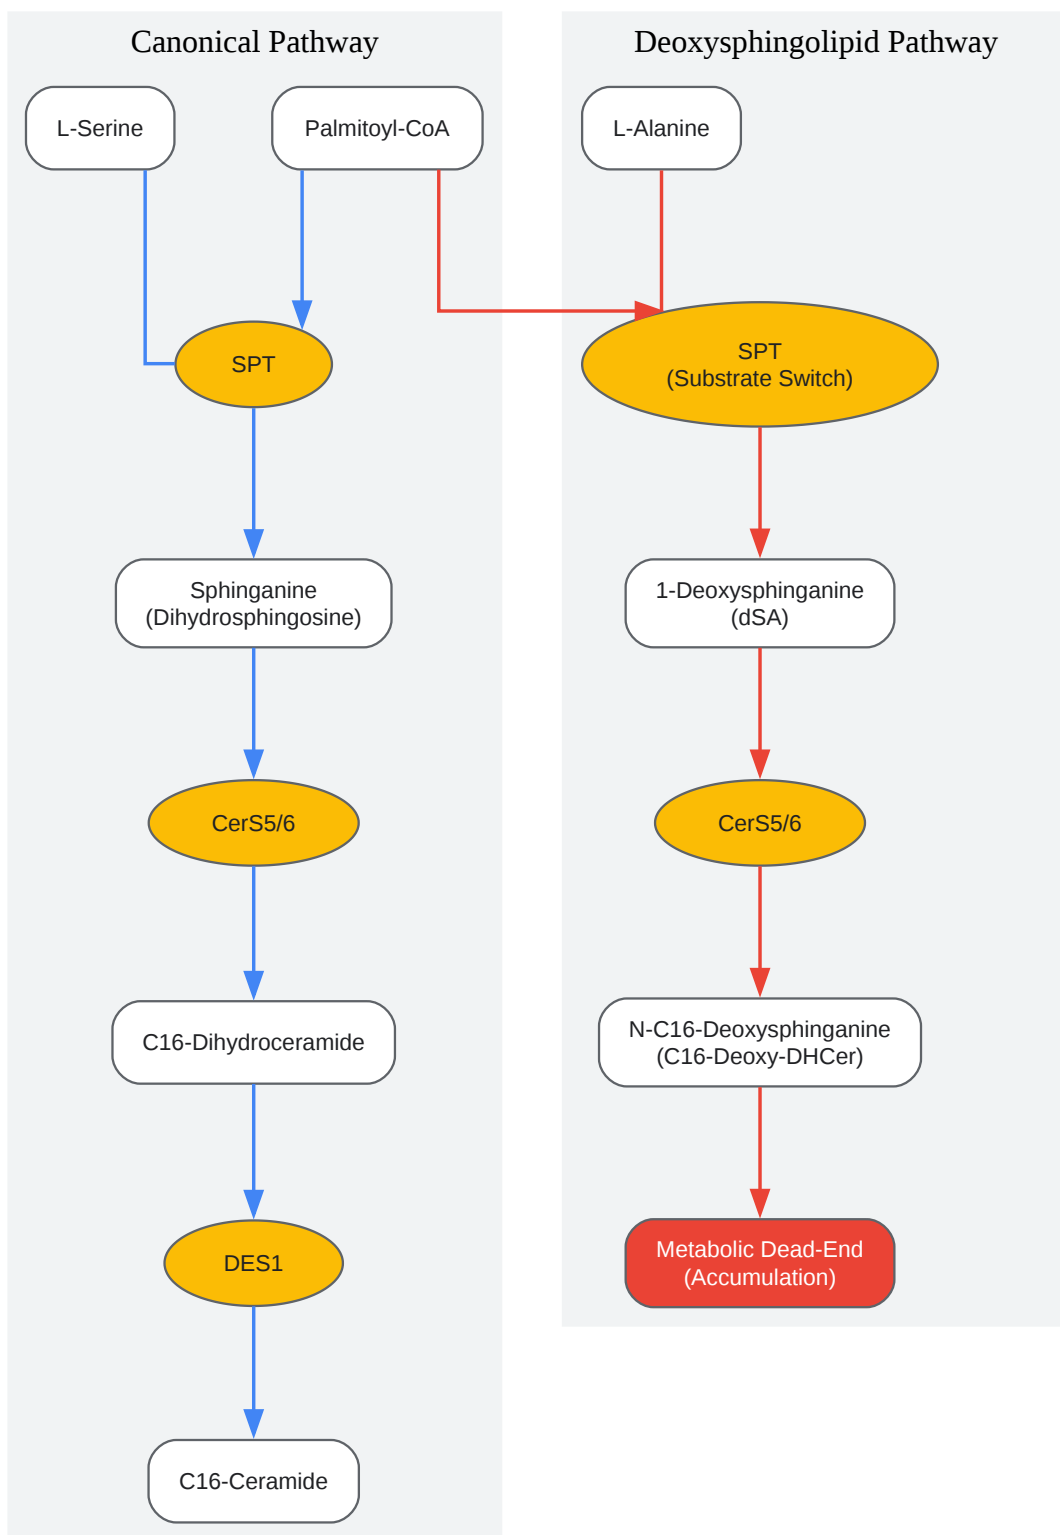 Canonical Pathway
L-Serine
Palmitoyl-CoA
SPT
Sphinganine
(Dihydrosphingosine)
CerS5/6
C16-Dihydroceramide
DES1
C16-Ceramide
Deoxysphingolipid Pathway
L-Alanine
SPT
(Substrate Switch)
1-Deoxysphinganine
(dSA)
CerS5/6
N-C16-Deoxysphinganine
(C16-Deoxy-DHCer)
Metabolic Dead-End
(Accumulation)